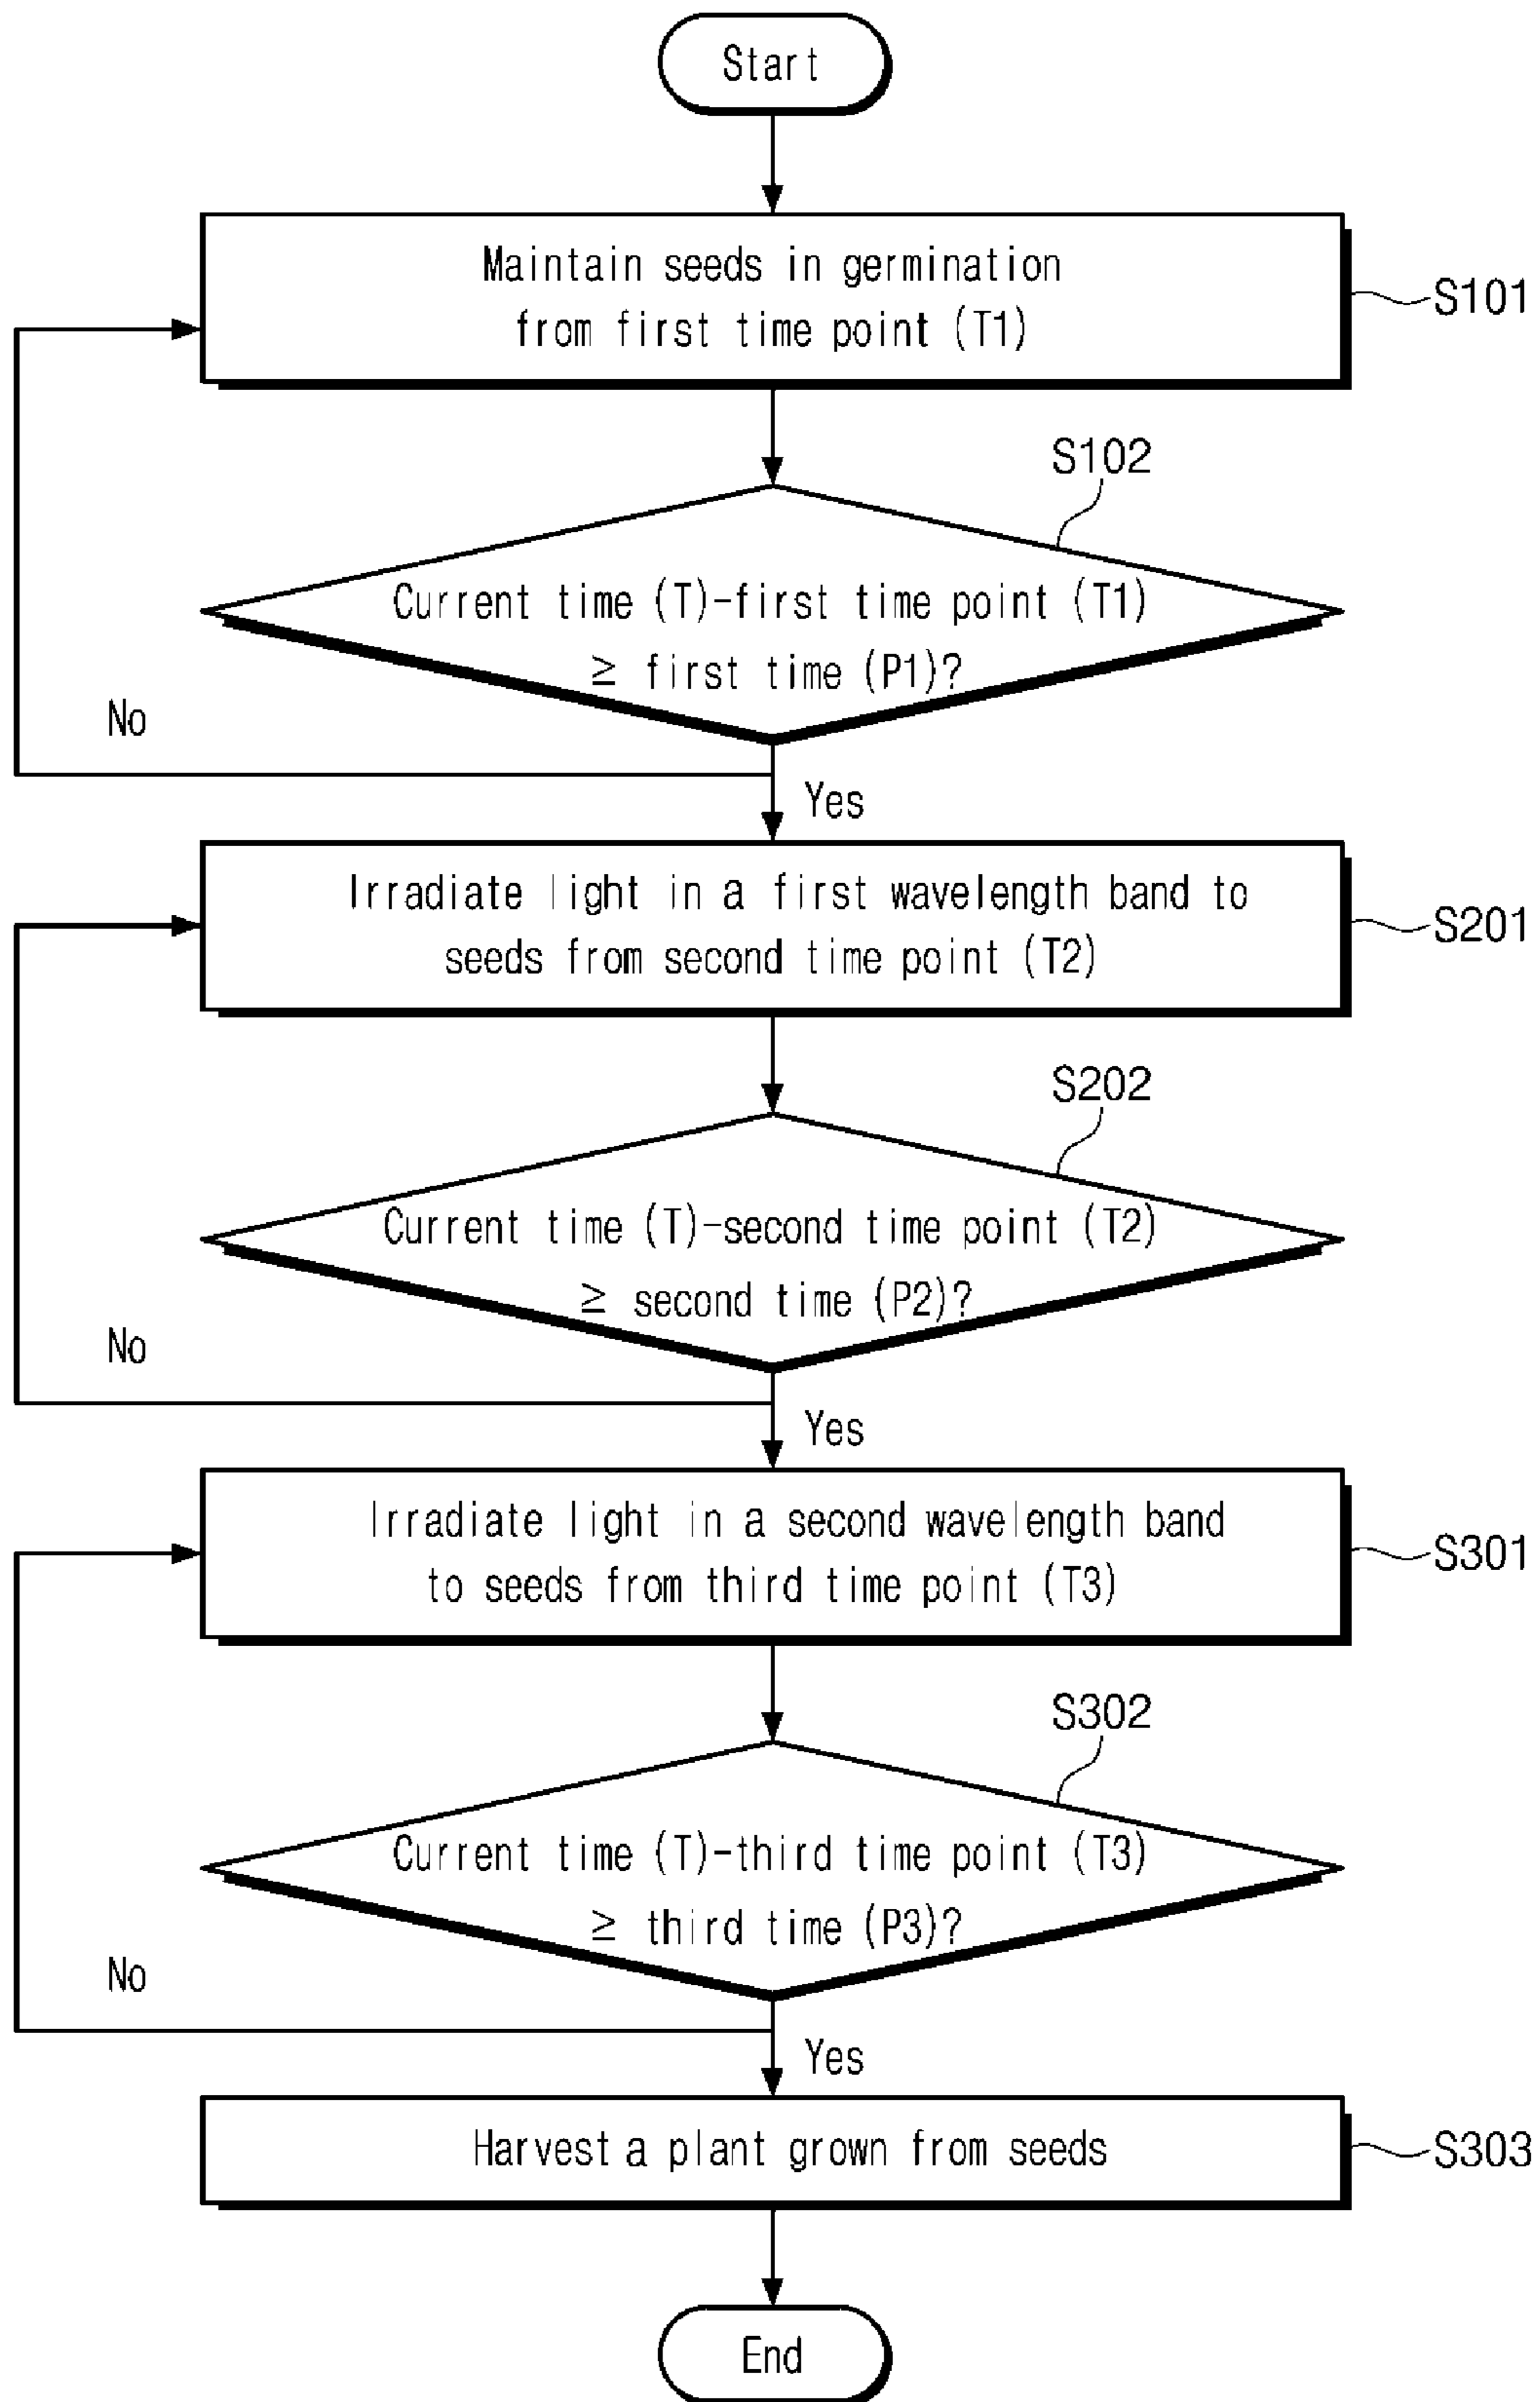 Start
Maintain seeds in germination
from first time point (T1)
S101
S102
Current time (T)-first time point (T1)
≥ first time (P1)?
No
Yes
Irradiate light in a first wavelength band to
seeds from second time point (T2)
S201
S202
Current time (T)-second time point (T2)
≥ second time (P2)?
No
Yes
Irradiate light in a second wavelength band
to seeds from third time point (T3)
S301
S302
Current time (T)-third time point (T3)
≥ third time (P3)?
No
Yes
Harvest a plant grown from seeds
S303
End